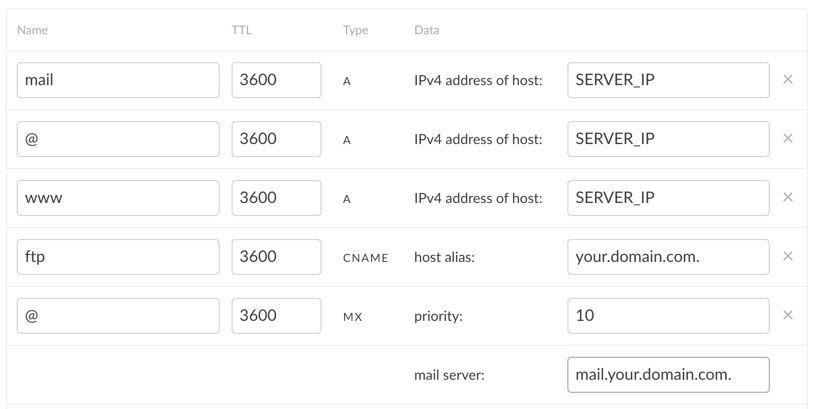 Name TTL Type Data
mail 3600 A IPv4 address of host: SERVER_IP ×
@ 3600 A IPv4 address of host: SERVER_IP ×
www 3600 A IPv4 address of host: SERVER_IP ×
ftp 3600 CNAME host alias: your.domain.com. ×
@ 3600 MX priority: 10 ×
mail server: mail.your.domain.com.